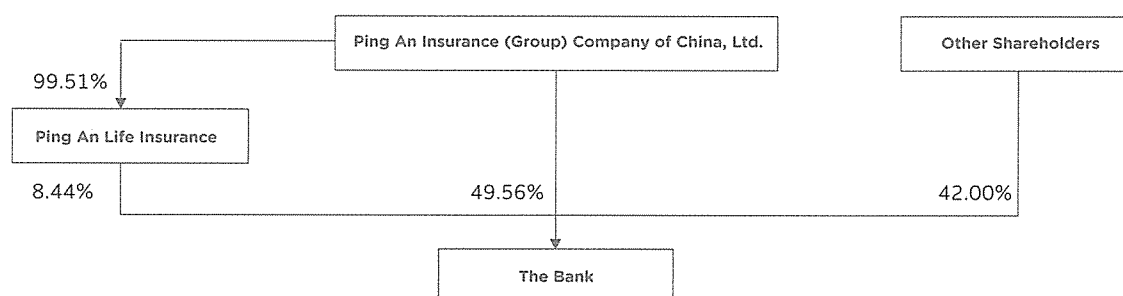 Ping An Insurance (Group) Company of China, Ltd.
Other Shareholders
99.51%
Ping An Life Insurance
8.44%
49.56%
42.00%
The Bank